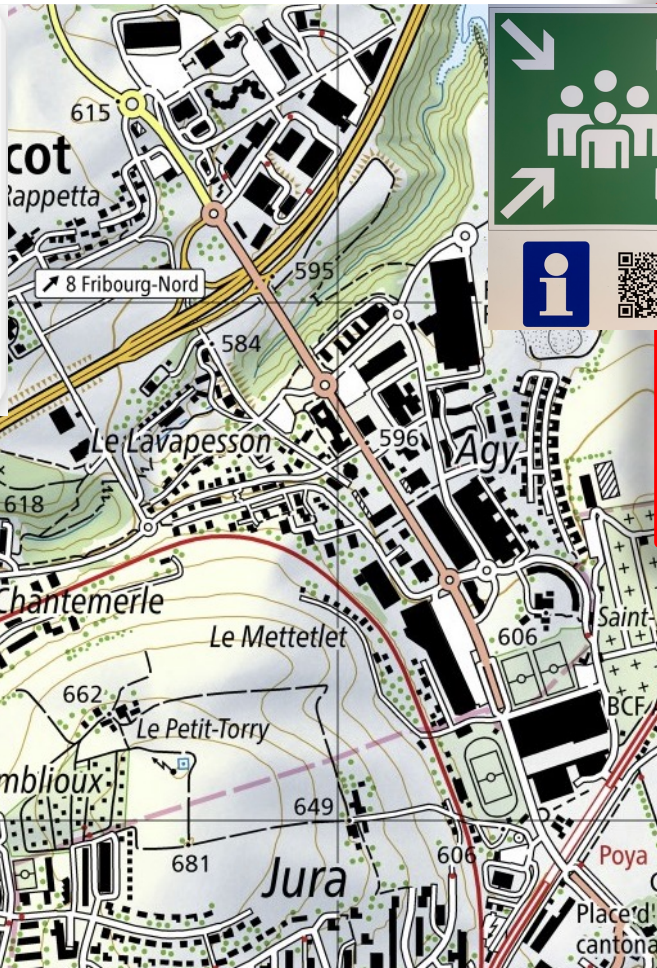 615
cot
Rappetta
8 Fribourg-Nord
595
584
Le Lavapesson
596
Agy
618
Chantemerle
Le Mettetlet
606
Saint-
662
Le Petit-Torry
BCF
mblioux
649
681
606
Jura
Poya
Place d'
cantona
i